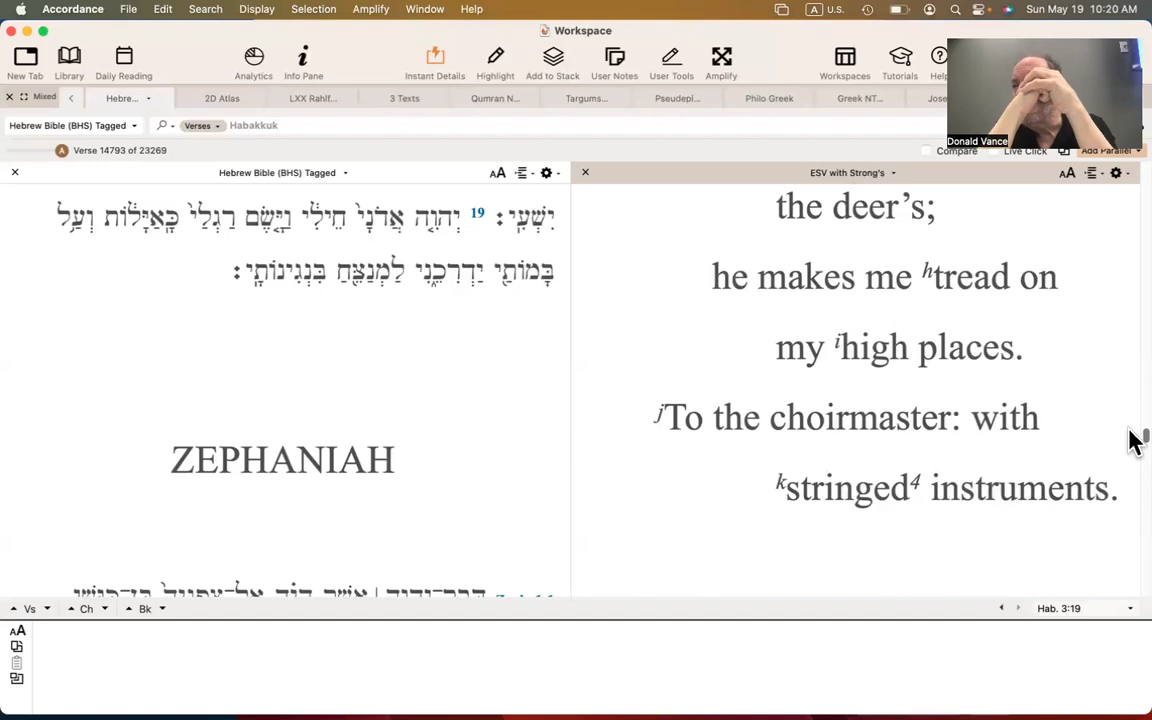 Accordance File Edit Search Display Selection Amplify Window Help
A U.S. Sun May 19 10:20 AM
Workspace
New Tab Library Daily Reading Analytics Info Pane Instant Details Highlight Add to Stack User Notes User Tools Amplify Workspaces Tutorials Help
Mixed Hebre... 2D Atlas LXX Rahlf... 3 Texts Qumran N... Targums... Pseudepi... Philo Greek Greek NT... Jose
Hebrew Bible (BHS) Tagged Verses Habakkuk
Donald Vance
A Verse 14793 of 23269 Compare Live Click Add Parallel
Hebrew Bible (BHS) Tagged AA
ESV with Strong's AA
יִשְׁעִֽי׃ 19 יְהוִ֤ה אֲדֹנָי֙ חֵילִ֔י וַיָּ֤שֶׂם רַגְלַי֙ כָּֽאַיָּל֔וֹת וְעַ֥ל
בָּמוֹתַ֖י יַדְרִכֵ֑נִי לַמְנַצֵּ֖חַ בִּנְגִינוֹתָֽי׃
ZEPHANIAH
the deer’s;
he makes me htread on
my ihigh places.
jTo the choirmaster: with
kstringed4 instruments.
Vs Ch Bk Hab. 3:19
AA